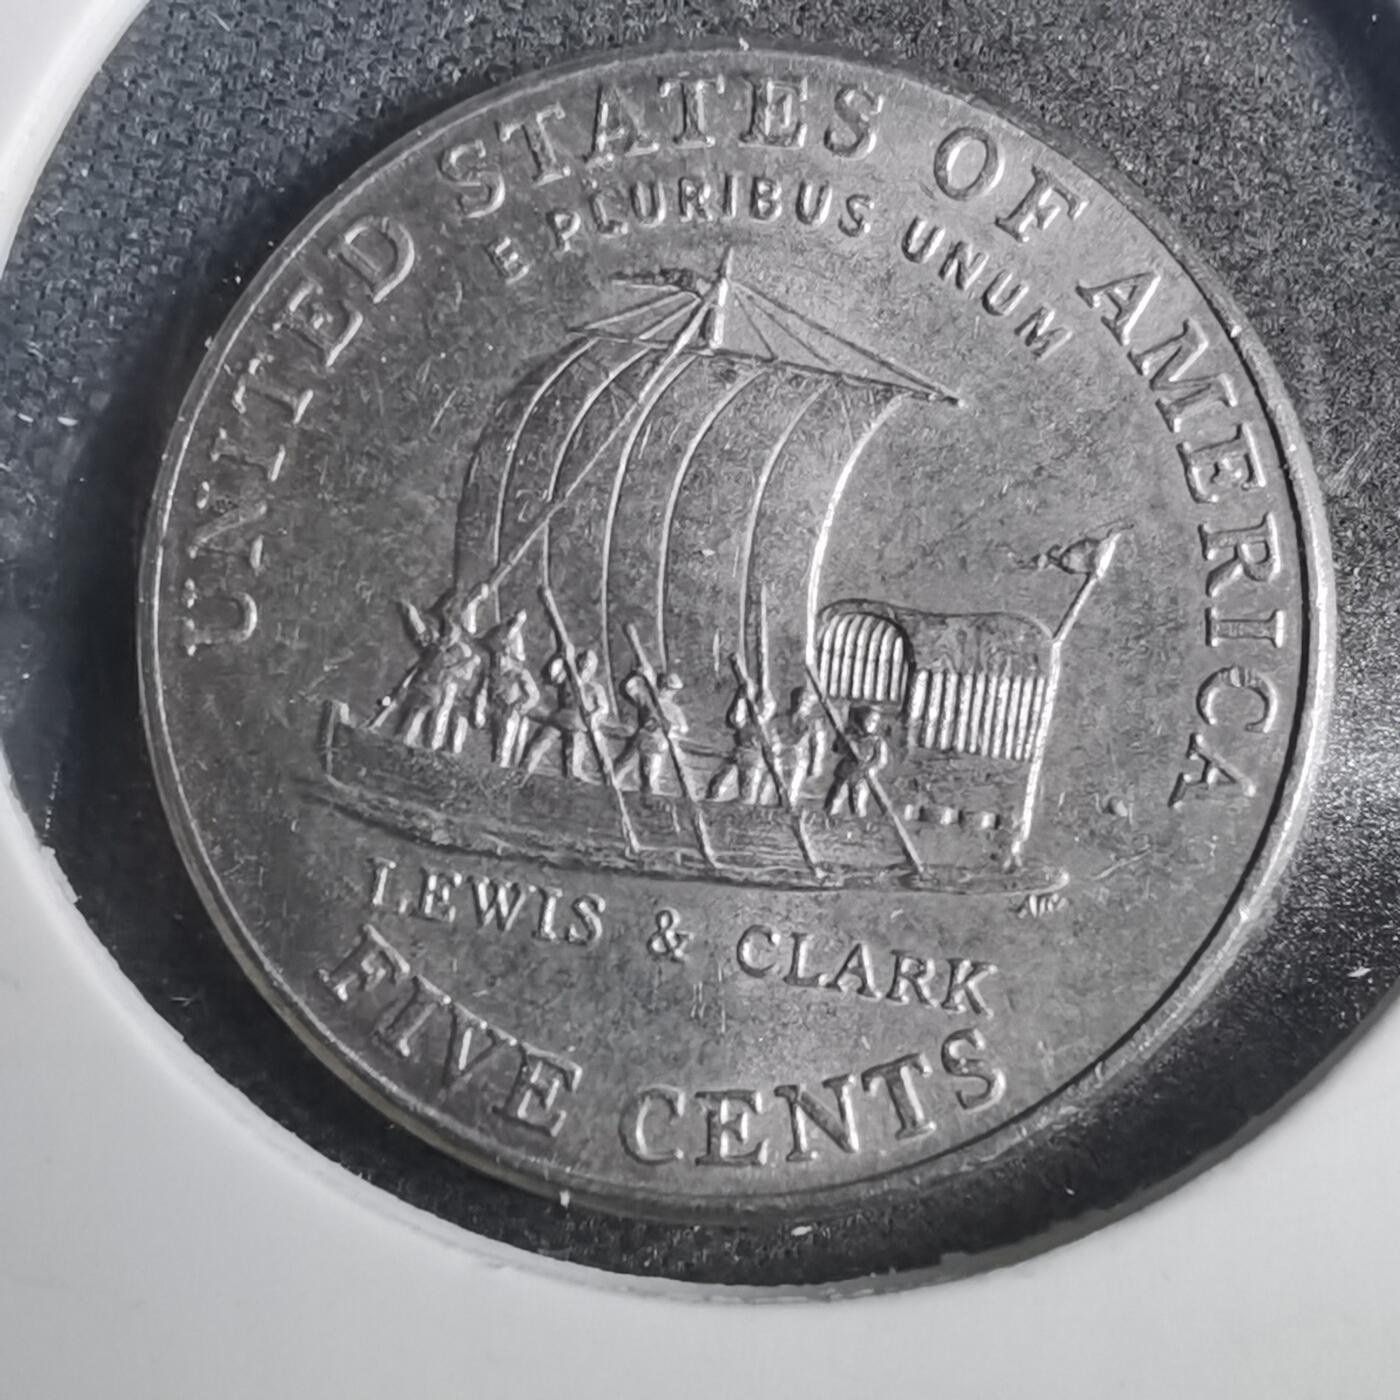 UNITED STATES OF AMERICA
E PLURIBUS UNUM
LEWIS & CLARK
FIVE CENTS